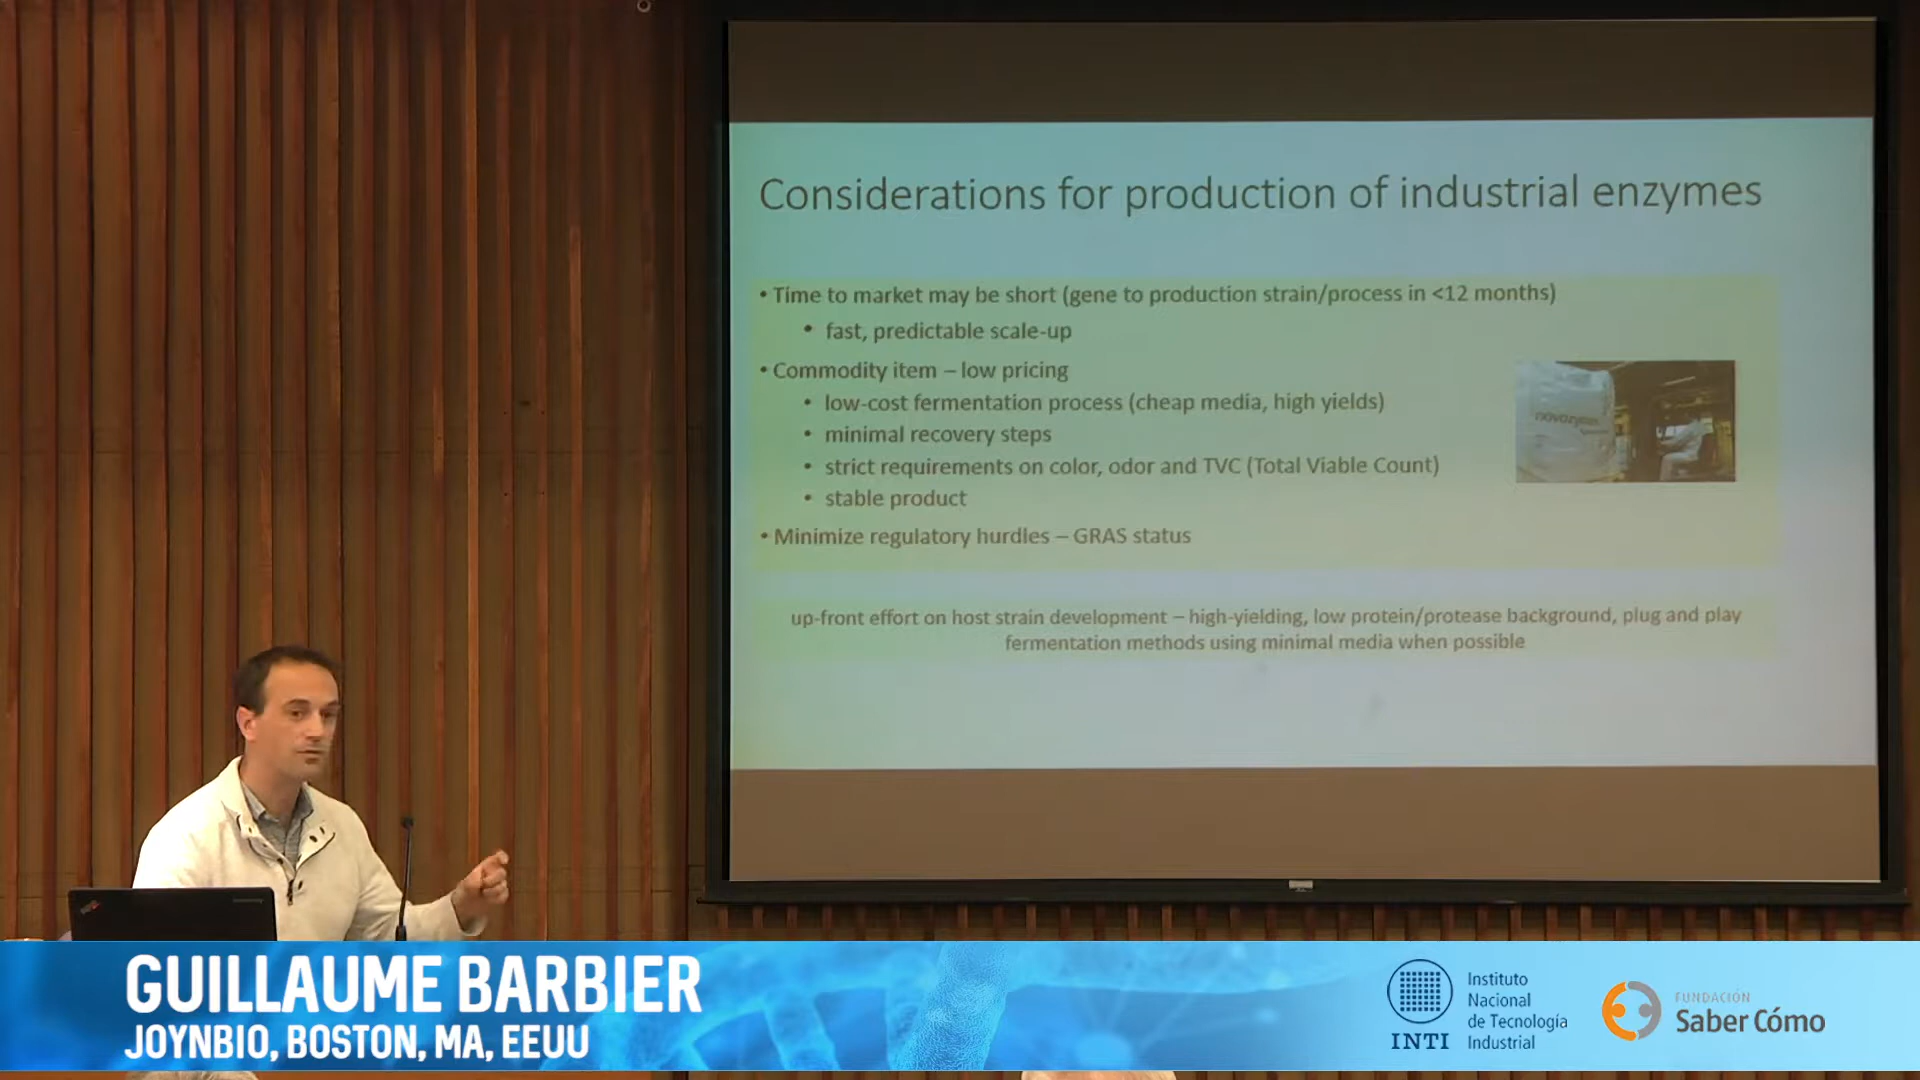 Considerations for production of industrial enzymes
• Time to market may be short (gene to production strain/process in <12 months)
• fast, predictable scale-up
• Commodity item – low pricing
• low-cost fermentation process (cheap media, high yields)
• minimal recovery steps
• strict requirements on color, odor and TVC (Total Viable Count)
• stable product
• Minimize regulatory hurdles – GRAS status
novozymes
up-front effort on host strain development – high-yielding, low protein/protease background, plug and play
fermentation methods using minimal media when possible
GUILLAUME BARBIER
JOYNBIO, BOSTON, MA, EEUU
INTI
Instituto
Nacional
de Tecnología
Industrial
FUNDACIÓN
Saber Cómo